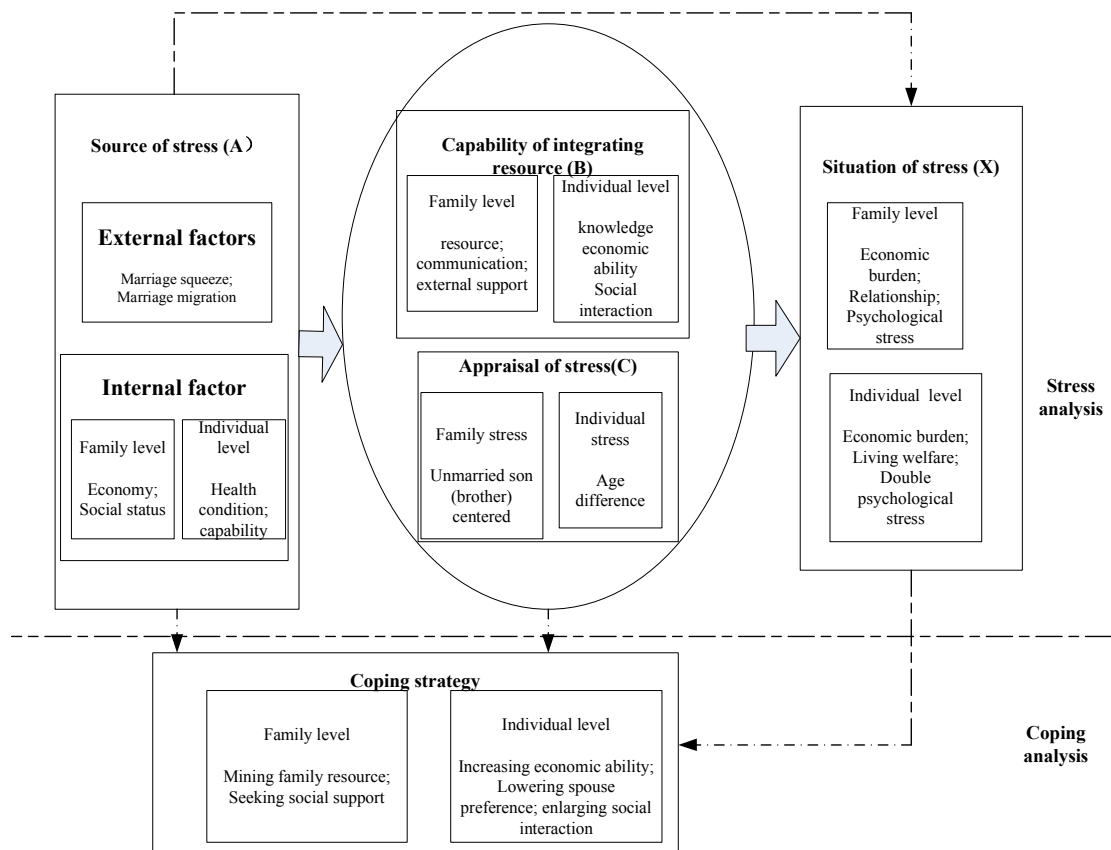 Source of stress (A）
External factors
Marriage squeeze;
Marriage migration
Internal factor
Family level
Economy;
Social status
Individual
level
Health
condition;
capability
Capability of integrating
resource (B)
Family level
resource;
communication;
external support
Individual level
knowledge
economic
ability
Social
interaction
Appraisal of stress(C)
Family stress
Unmarried son
(brother)
centered
Individual
stress
Age
difference
Situation of stress (X)
Family level
Economic
burden;
Relationship;
Psychological
stress
Individual level
Economic burden;
Living welfare;
Double
psychological
stress
Stress
analysis
Coping strategy
Family level
Mining family resource;
Seeking social support
Individual level
Increasing economic ability;
Lowering spouse
preference; enlarging social
interaction
Coping
analysis